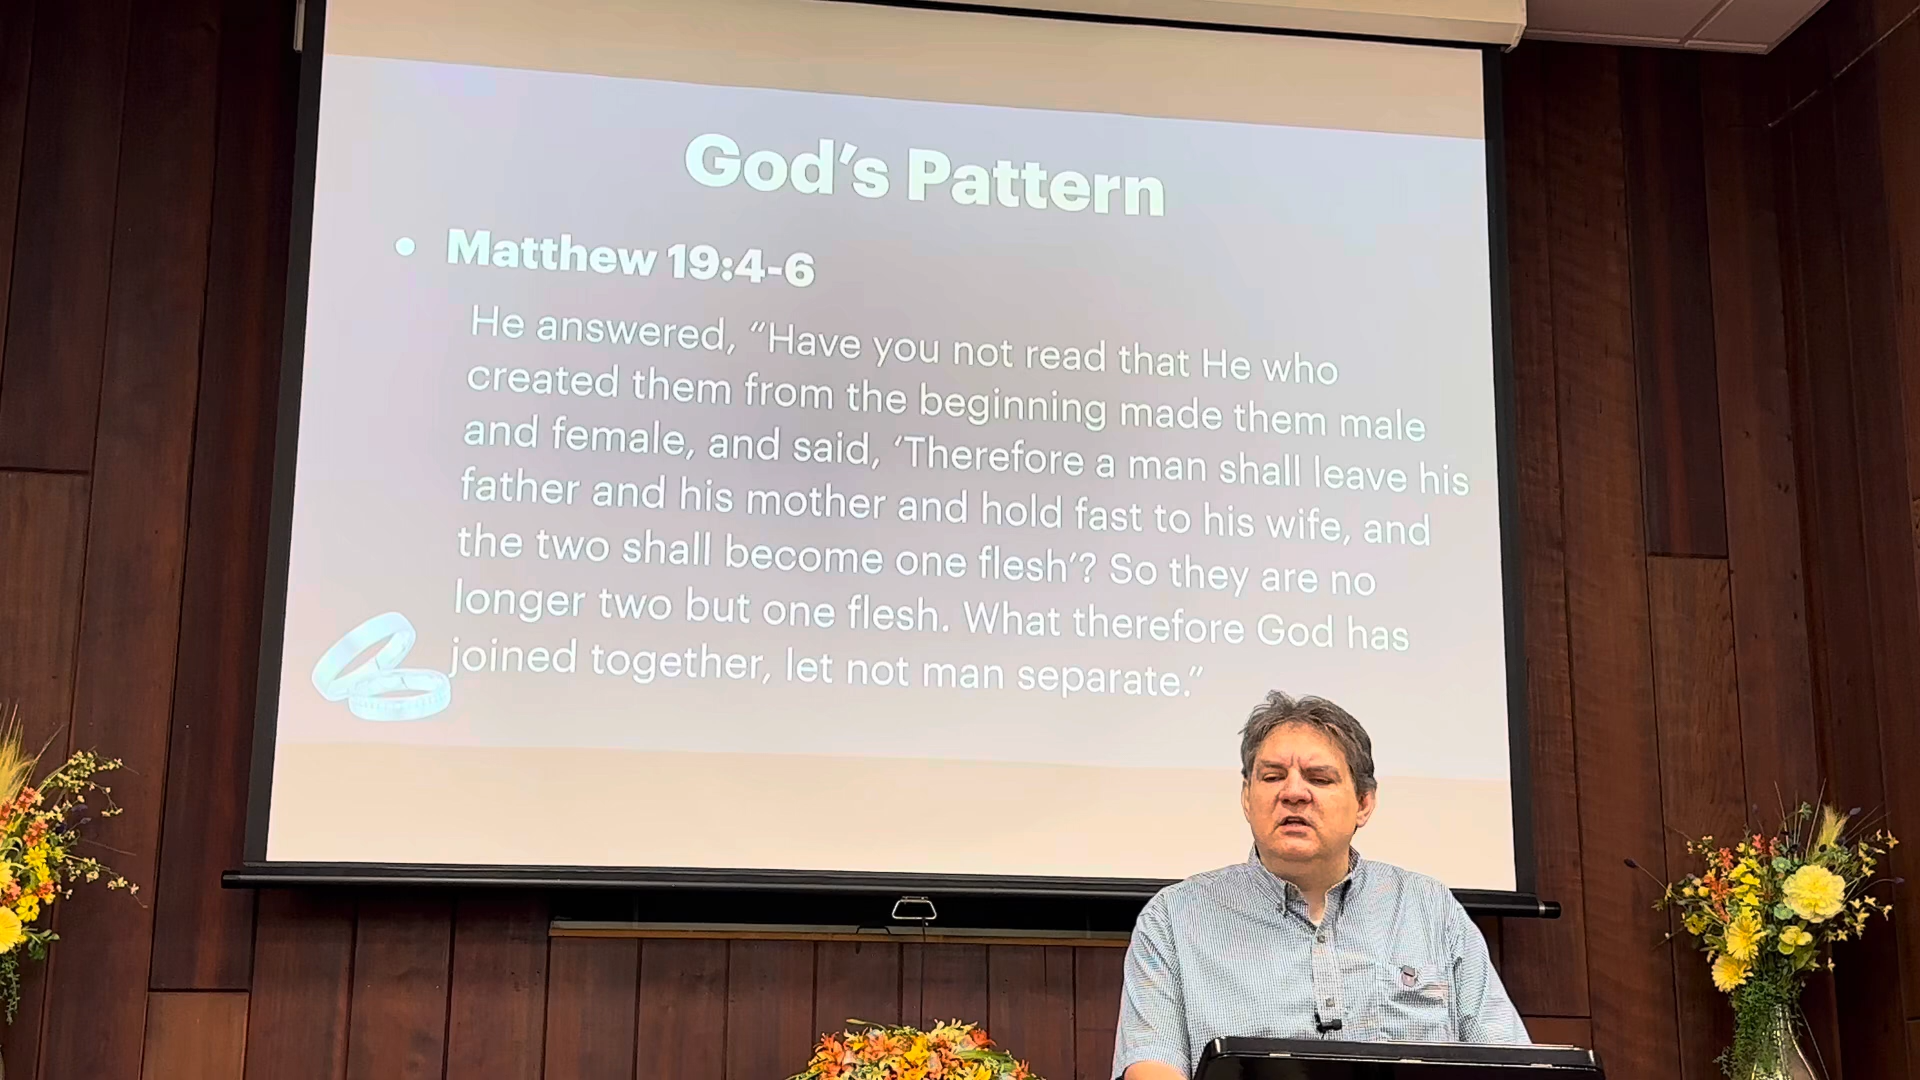 God's Pattern
• Matthew 19:4-6
He answered, “Have you not read that He who
created them from the beginning made them male
and female, and said, ‘Therefore a man shall leave his
father and his mother and hold fast to his wife, and
the two shall become one flesh’? So they are no
longer two but one flesh. What therefore God has
joined together, let not man separate.”